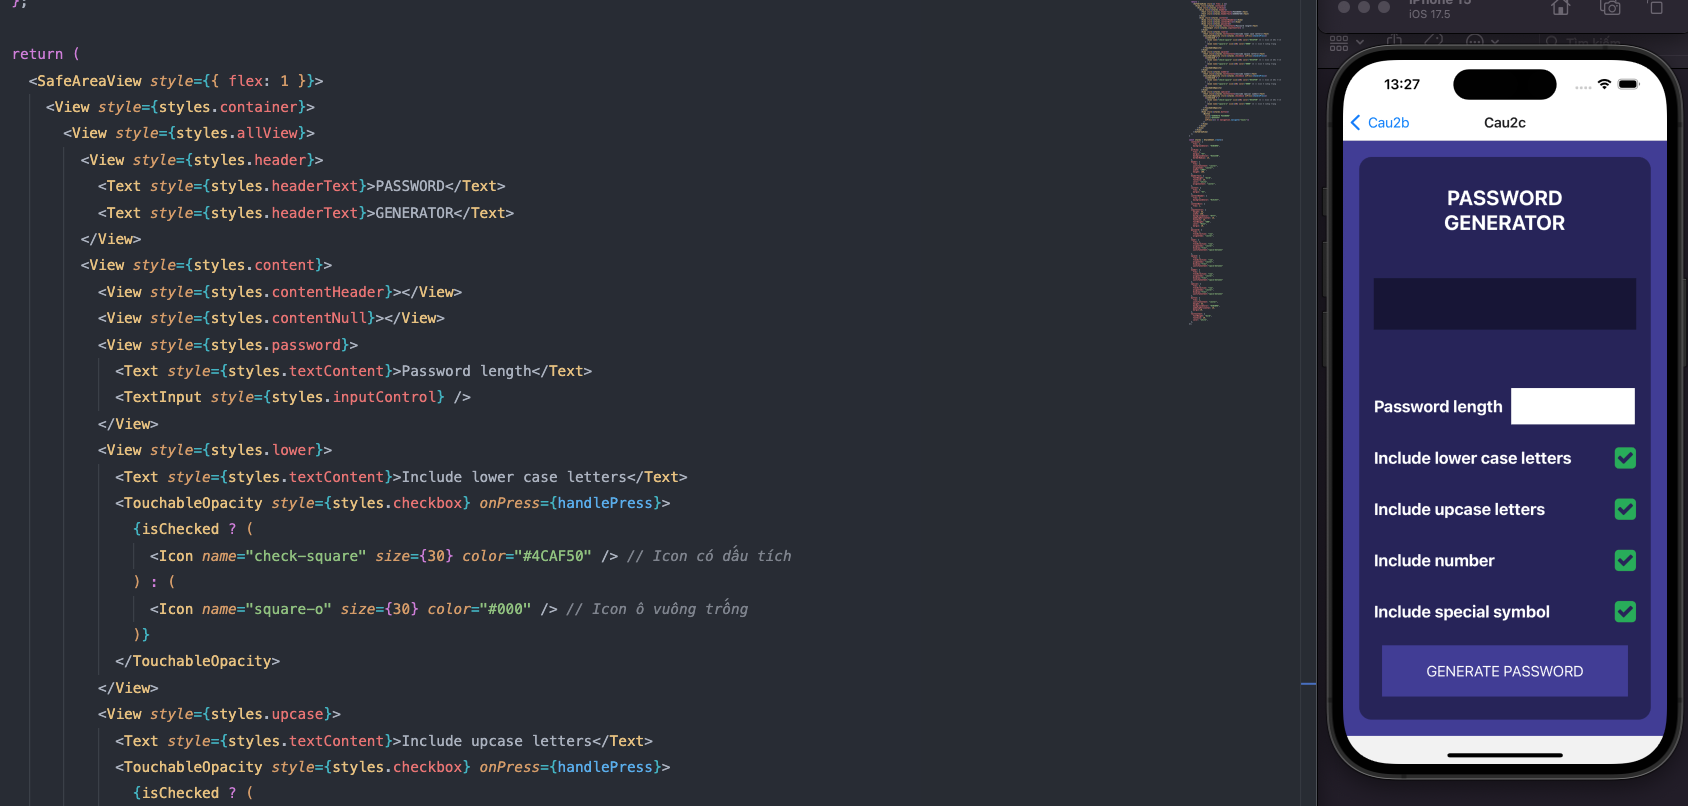 };
return (
<SafeAreaView style={{ flex: 1 }}>
<View style={styles.container}>
<View style={styles.allView}>
<View style={styles.header}>
<Text style={styles.headerText}>PASSWORD</Text>
<Text style={styles.headerText}>GENERATOR</Text>
</View>
<View style={styles.content}>
<View style={styles.contentHeader}></View>
<View style={styles.contentNull}></View>
<View style={styles.password}>
<Text style={styles.textContent}>Password length</Text>
<TextInput style={styles.inputControl} />
</View>
<View style={styles.lower}>
<Text style={styles.textContent}>Include lower case letters</Text>
<TouchableOpacity style={styles.checkbox} onPress={handlePress}>
{isChecked ? (
<Icon name="check-square" size={30} color="#4CAF50" /> // Icon có dấu tích
) : (
<Icon name="square-o" size={30} color="#000" /> // Icon ô vuông trống
)}
</TouchableOpacity>
</View>
<View style={styles.upcase}>
<Text style={styles.textContent}>Include upcase letters</Text>
<TouchableOpacity style={styles.checkbox} onPress={handlePress}>
{isChecked ? (
iPhone 15
iOS 17.5
Tìm kiếm
13:27
Cau2b
Cau2c
PASSWORD
GENERATOR
Password length
Include lower case letters
Include upcase letters
Include number
Include special symbol
GENERATE PASSWORD